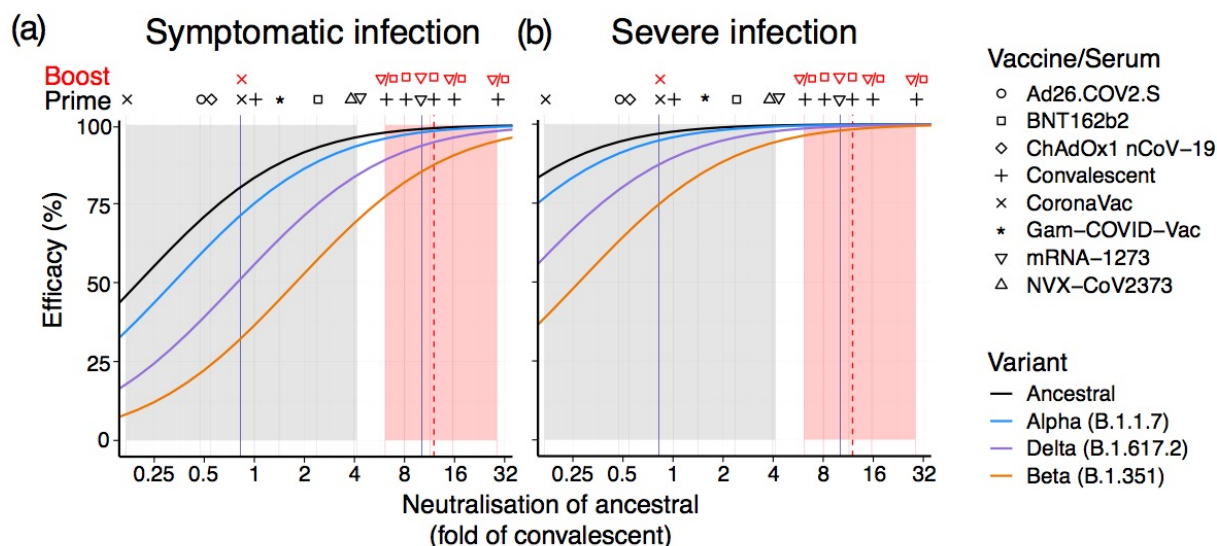 (a) Symptomatic infection
(b) Severe infection
Boost
Prime
100
75
50
25
0
Efficacy (%)
0.25 0.5 1 2 4 8 16 32
0.25 0.5 1 2 4 8 16 32
Neutralisation of ancestral
(fold of convalescent)
Vaccine/Serum
Ad26.COV2.S
BNT162b2
ChAdOx1 nCoV−19
Convalescent
CoronaVac
Gam−COVID−Vac
mRNA−1273
NVX−CoV2373
Variant
Ancestral
Alpha (B.1.1.7)
Delta (B.1.617.2)
Beta (B.1.351)